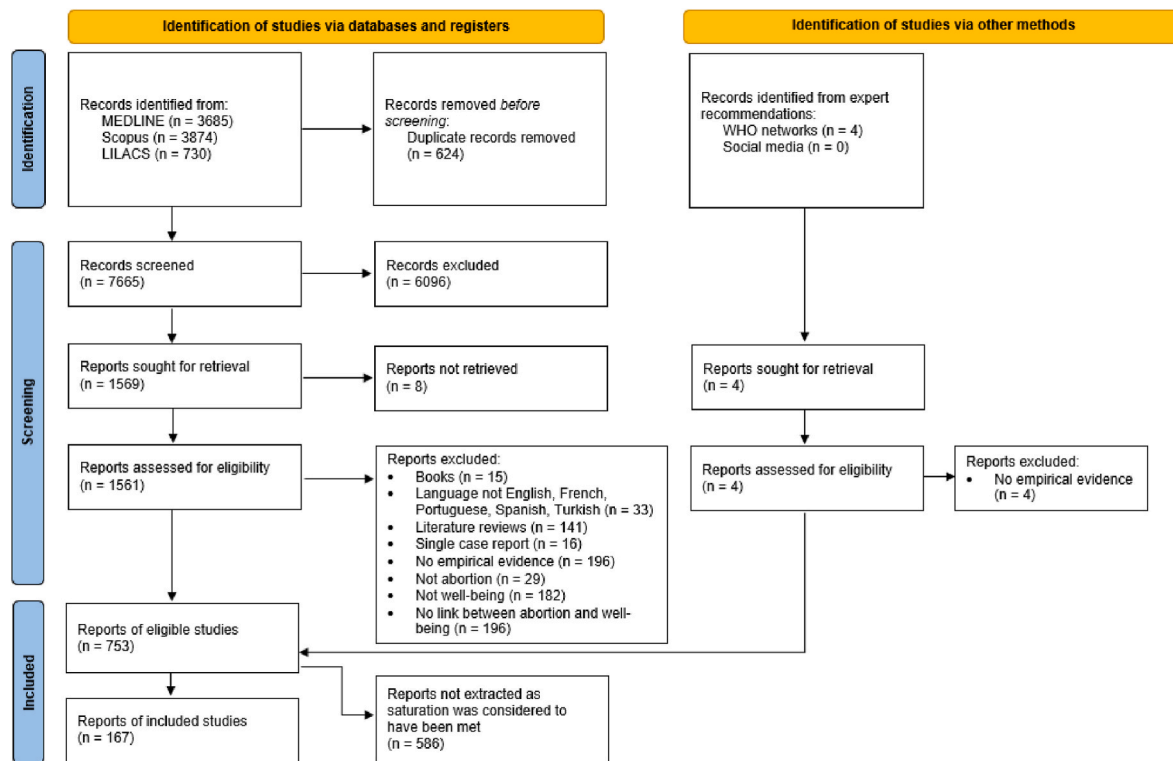 Identification of studies via databases and registers
Identification of studies via other methods
Identification
Records identified from:
MEDLINE (n = 3685)
Scopus (n = 3874)
LILACS (n = 730)
Records removed before
screening:
Duplicate records removed
(n = 624)
Records identified from expert
recommendations:
WHO networks (n = 4)
Social media (n = 0)
Screening
Records screened
(n = 7665)
Records excluded
(n = 6096)
Reports sought for retrieval
(n = 1569)
Reports not retrieved
(n = 8)
Reports sought for retrieval
(n = 4)
Reports assessed for eligibility
(n = 1561)
Reports excluded:
• Books (n = 15)
• Language not English, French,
Portuguese, Spanish, Turkish (n = 33)
• Literature reviews (n = 141)
• Single case report (n = 16)
• No empirical evidence (n = 196)
• Not abortion (n = 29)
• Not well-being (n = 182)
• No link between abortion and well-
being (n = 196)
Reports assessed for eligibility
(n = 4)
Reports excluded:
• No empirical evidence
(n = 4)
Included
Reports of eligible studies
(n = 753)
Reports of included studies
(n = 167)
Reports not extracted as
saturation was considered to
have been met
(n = 586)